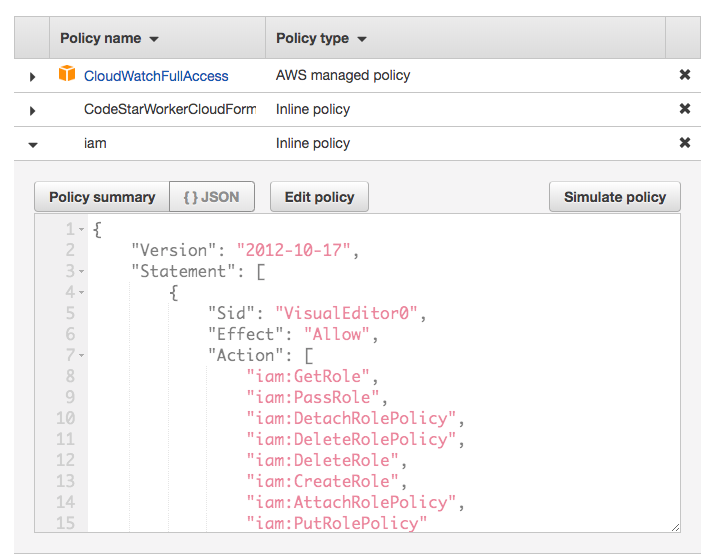 Policy name Policy type
CloudWatchFullAccess AWS managed policy
CodeStarWorkerCloudForm Inline policy
iam Inline policy
Policy summary { } JSON Edit policy Simulate policy
1 {
2 "Version": "2012-10-17",
3 "Statement": [
4 {
5 "Sid": "VisualEditor0",
6 "Effect": "Allow",
7 "Action": [
8 "iam:GetRole",
9 "iam:PassRole",
10 "iam:DetachRolePolicy",
11 "iam:DeleteRolePolicy",
12 "iam:DeleteRole",
13 "iam:CreateRole",
14 "iam:AttachRolePolicy",
15 "iam:PutRolePolicy"